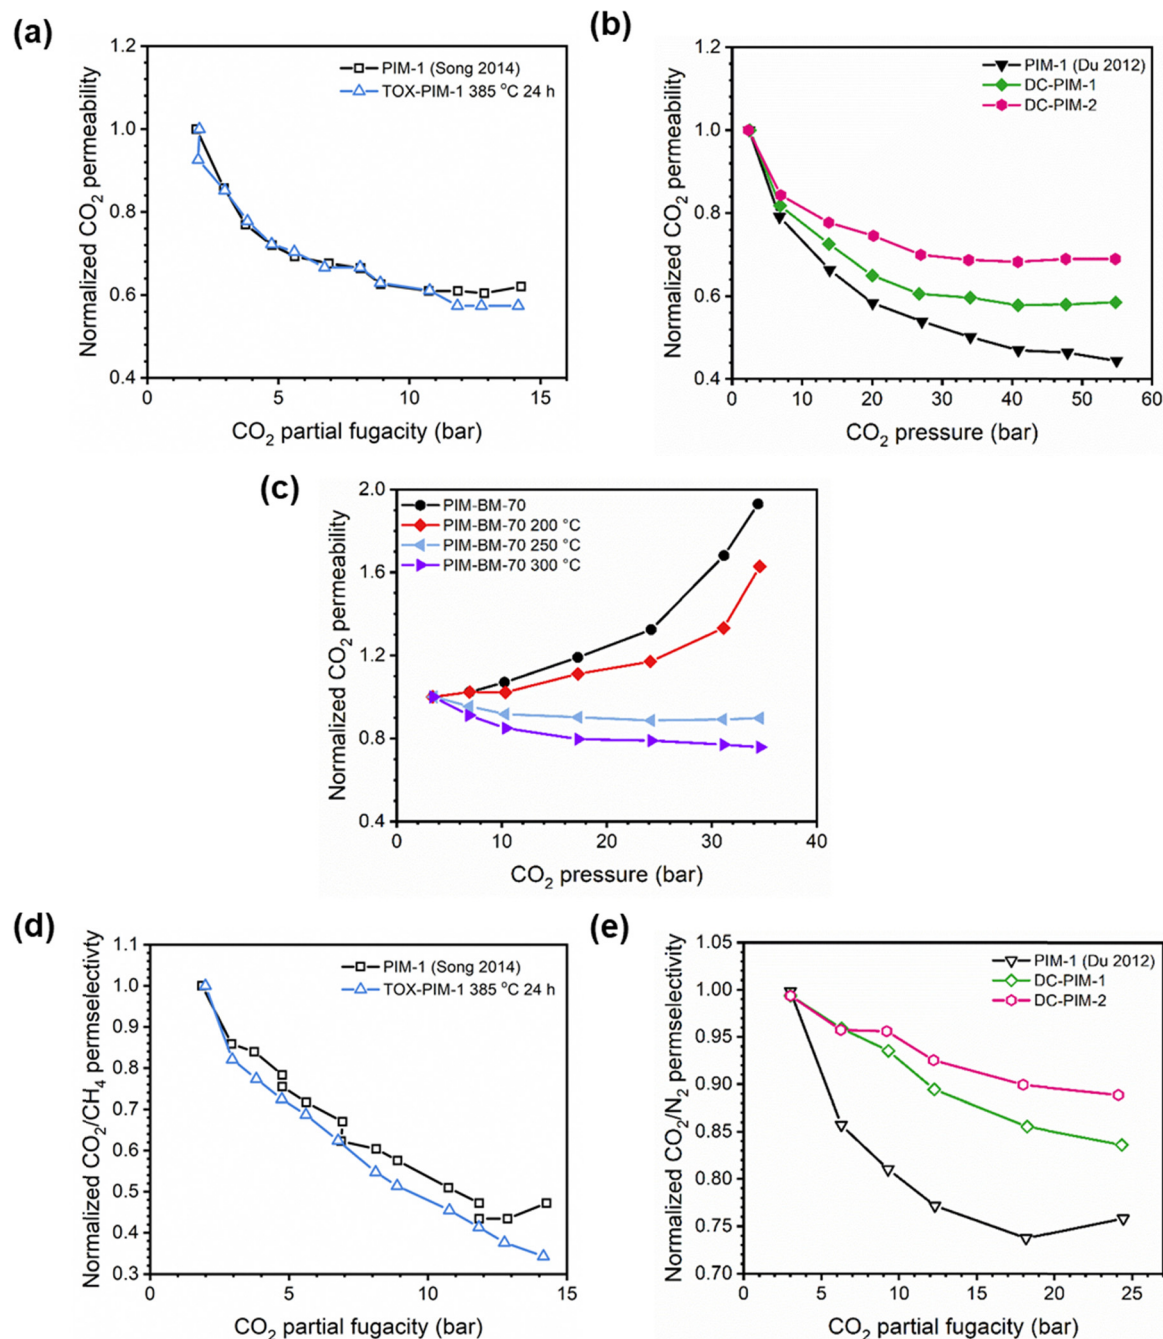 (a)
1.2
1.0
0.8
0.6
0.4
Normalized CO2 permeability
PIM-1 (Song 2014)
TOX-PIM-1 385 °C 24 h
0 5 10 15
CO2 partial fugacity (bar)
(b)
1.2
1.0
0.8
0.6
0.4
Normalized CO2 permeability
PIM-1 (Du 2012)
DC-PIM-1
DC-PIM-2
0 10 20 30 40 50 60
CO2 pressure (bar)
(c)
2.0
1.6
1.2
0.8
0.4
Normalized CO2 permeability
PIM-BM-70
PIM-BM-70 200 °C
PIM-BM-70 250 °C
PIM-BM-70 300 °C
0 10 20 30 40
CO2 pressure (bar)
(d)
1.1
1.0
0.9
0.8
0.7
0.6
0.5
0.4
0.3
Normalized CO2/CH4 permselectivty
PIM-1 (Song 2014)
TOX-PIM-1 385 °C 24 h
0 5 10 15
CO2 partial fugacity (bar)
(e)
1.05
1.00
0.95
0.90
0.85
0.80
0.75
0.70
Normalized CO2/N2 permselectivity
PIM-1 (Du 2012)
DC-PIM-1
DC-PIM-2
0 5 10 15 20 25
CO2 partial fugacity (bar)